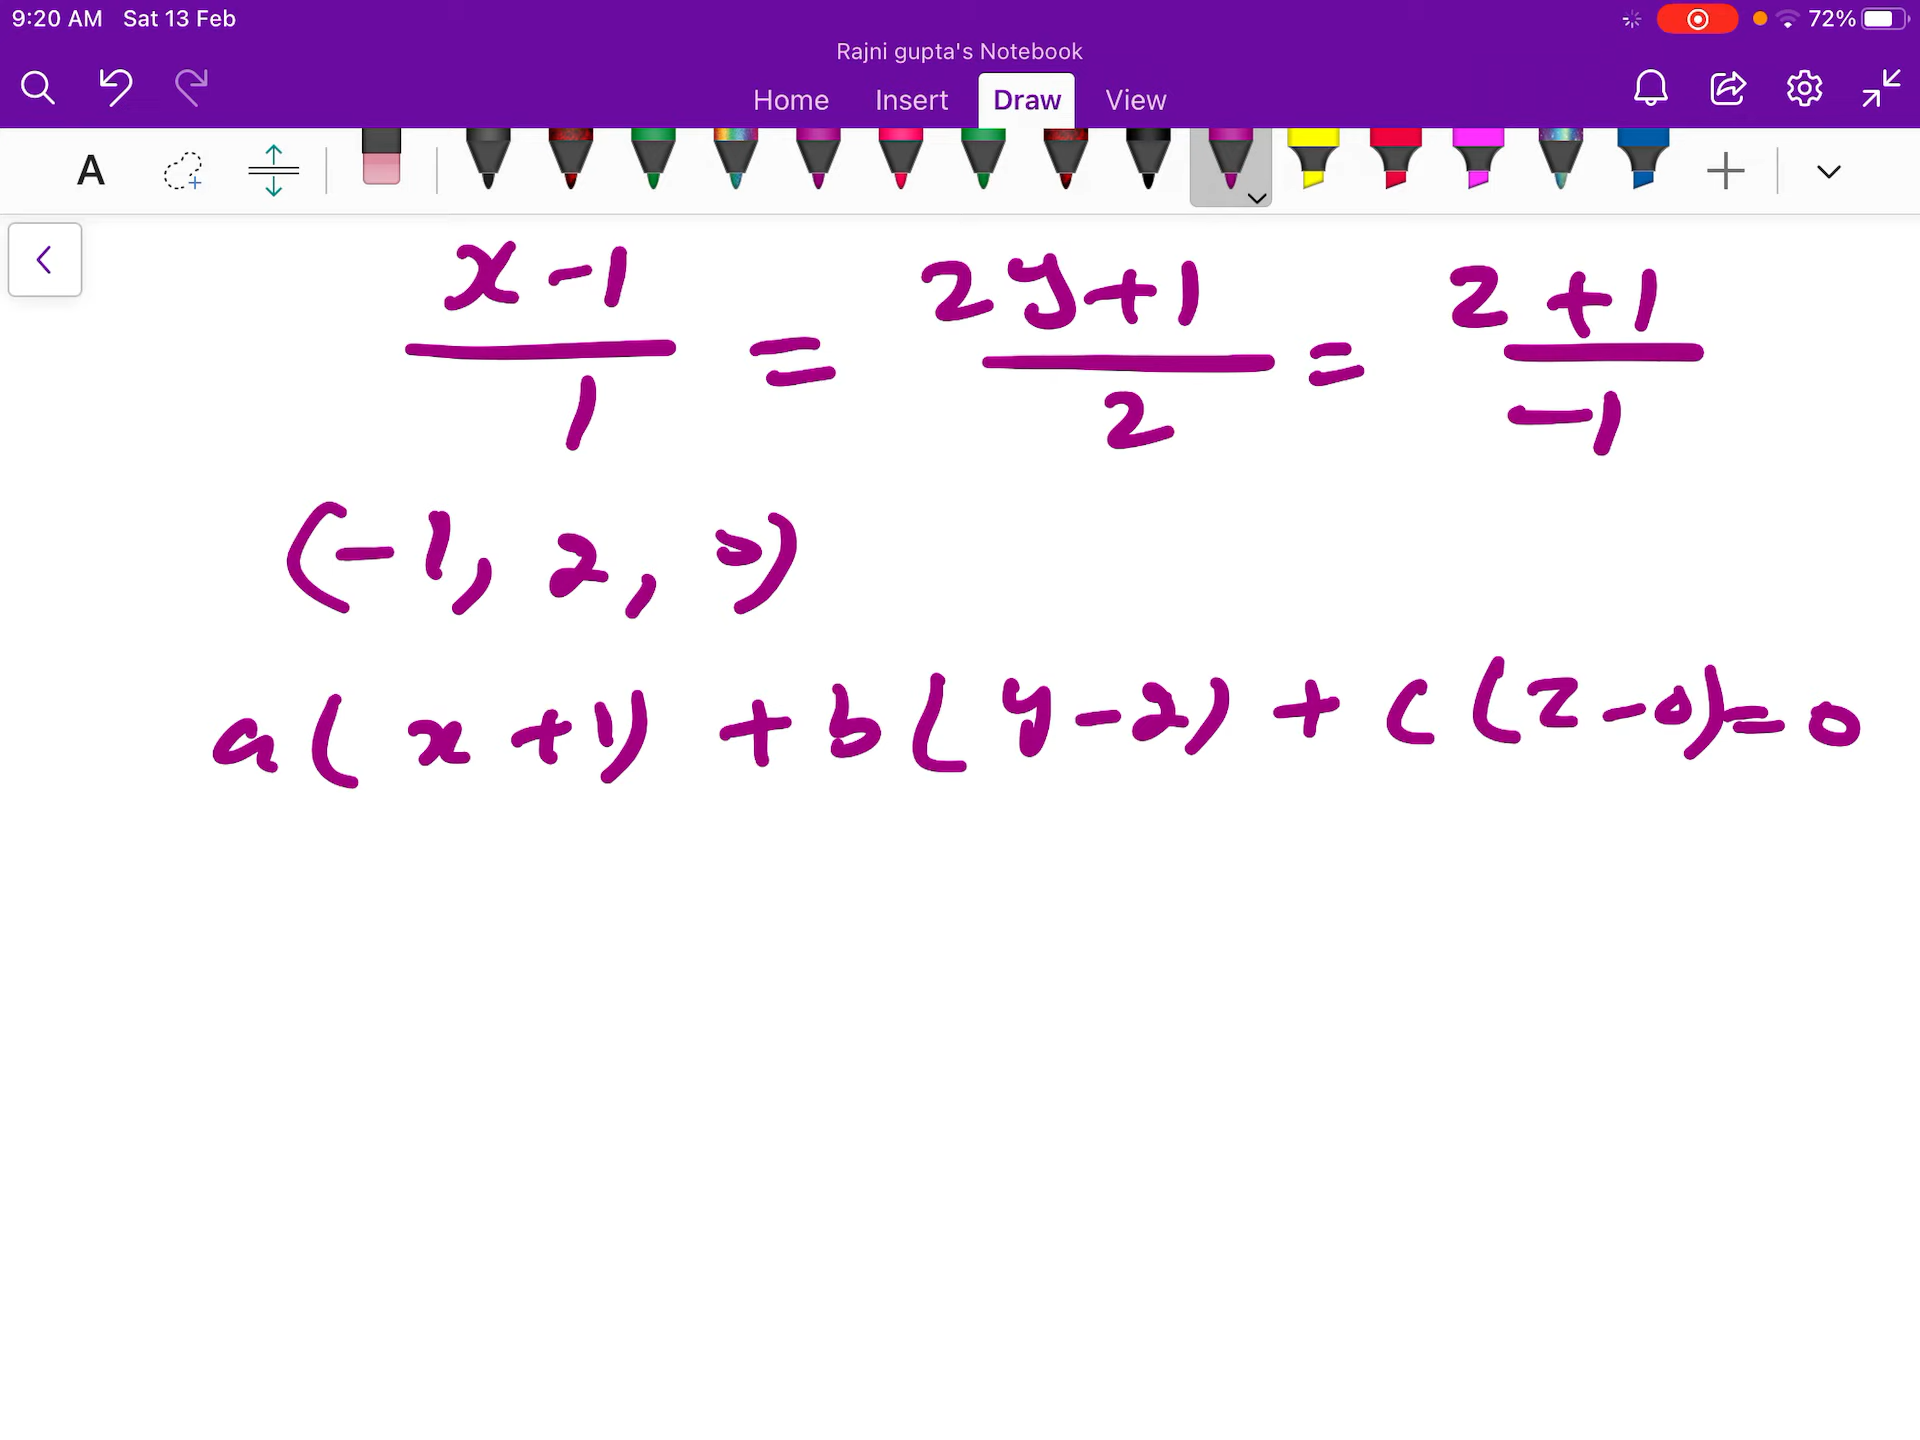 9:20 AM Sat 13 Feb
72%
Rajni gupta's Notebook
Home Insert Draw View
A
x-1/1 = 2y+1/2 = z+1/-1
(-1, 2, 0)
a(x+1) + b(y-2) + c(z-0)=0